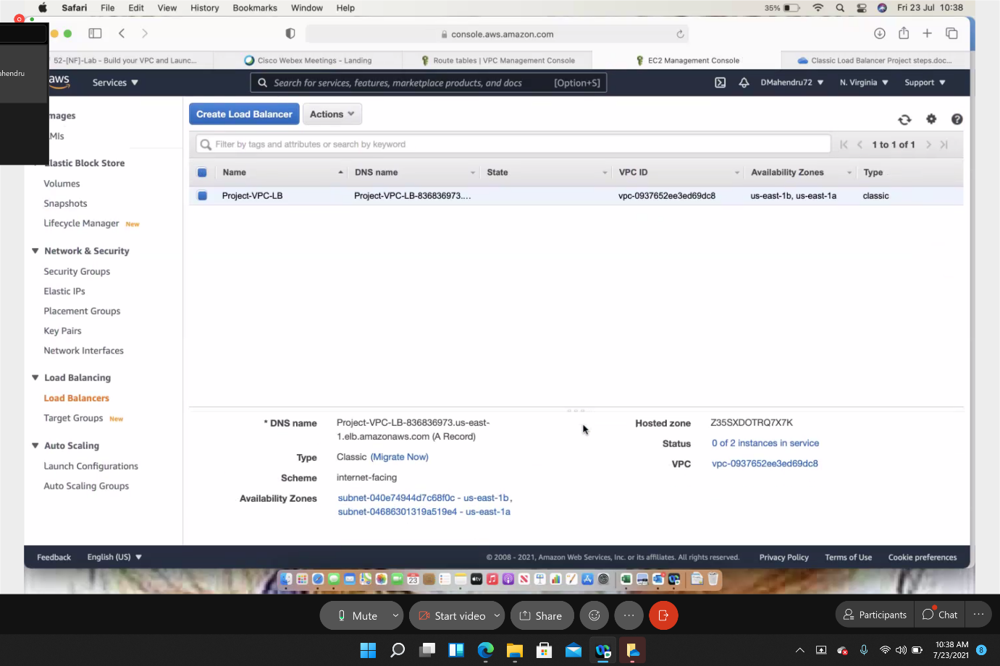 Safari File Edit View History Bookmarks Window Help 35% Fri 23 Jul 10:38
console.aws.amazon.com
52-[NF]-Lab - Build your VPC and Launc... Cisco Webex Meetings - Landing Route tables | VPC Management Console EC2 Management Console Classic Load Balancer Project steps.doc...
ahendru
aws Services Search for services, features, marketplace products, and docs [Option+S] DMahendru72 N. Virginia Support
mages
MIs
Elastic Block Store
Volumes
Snapshots
Lifecycle Manager New
Network & Security
Security Groups
Elastic IPs
Placement Groups
Key Pairs
Network Interfaces
Load Balancing
Load Balancers
Target Groups New
Auto Scaling
Launch Configurations
Auto Scaling Groups
Create Load Balancer Actions
Filter by tags and attributes or search by keyword 1 to 1 of 1
Name DNS name State VPC ID Availability Zones Type
Project-VPC-LB Project-VPC-LB-836836973.... vpc-0937652ee3ed69dc8 us-east-1b, us-east-1a classic
* DNS name Project-VPC-LB-836836973.us-east-
1.elb.amazonaws.com (A Record)
Type Classic (Migrate Now)
Scheme internet-facing
Availability Zones subnet-040e74944d7c68f0c - us-east-1b,
subnet-04686301319a519e4 - us-east-1a
Hosted zone Z35SXDOTRQ7X7K
Status 0 of 2 instances in service
VPC vpc-0937652ee3ed69dc8
Feedback English (US) © 2008 - 2021, Amazon Web Services, Inc. or its affiliates. All rights reserved. Privacy Policy Terms of Use Cookie preferences
23 tv
Mute Start video Share Participants Chat
10:38 AM
7/23/2021 8